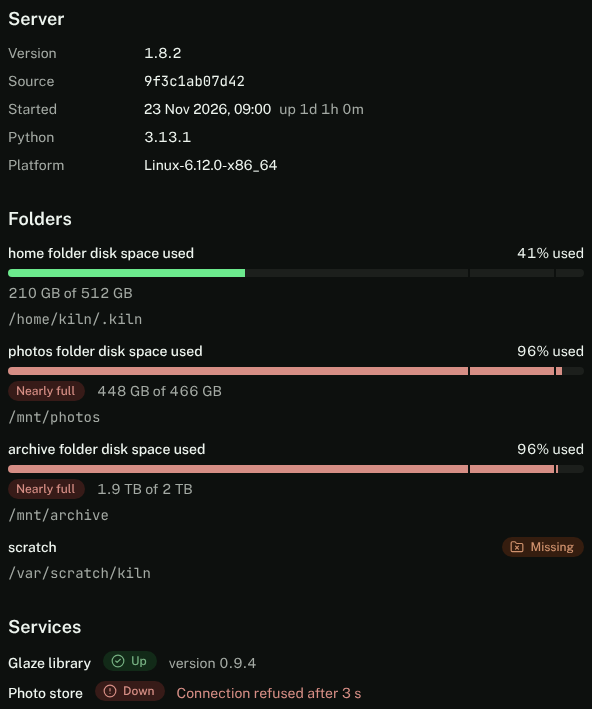 Server
Version 1.8.2
Source 9f3c1ab07d42
Started 23 Nov 2026, 09:00 up 1d 1h 0m
Python 3.13.1
Platform Linux-6.12.0-x86_64
Folders
home folder disk space used 41% used
210 GB of 512 GB
/home/kiln/.kiln
photos folder disk space used 96% used
Nearly full 448 GB of 466 GB
/mnt/photos
archive folder disk space used 96% used
Nearly full 1.9 TB of 2 TB
/mnt/archive
scratch Missing
/var/scratch/kiln
Services
Glaze library Up version 0.9.4
Photo store Down Connection refused after 3 s